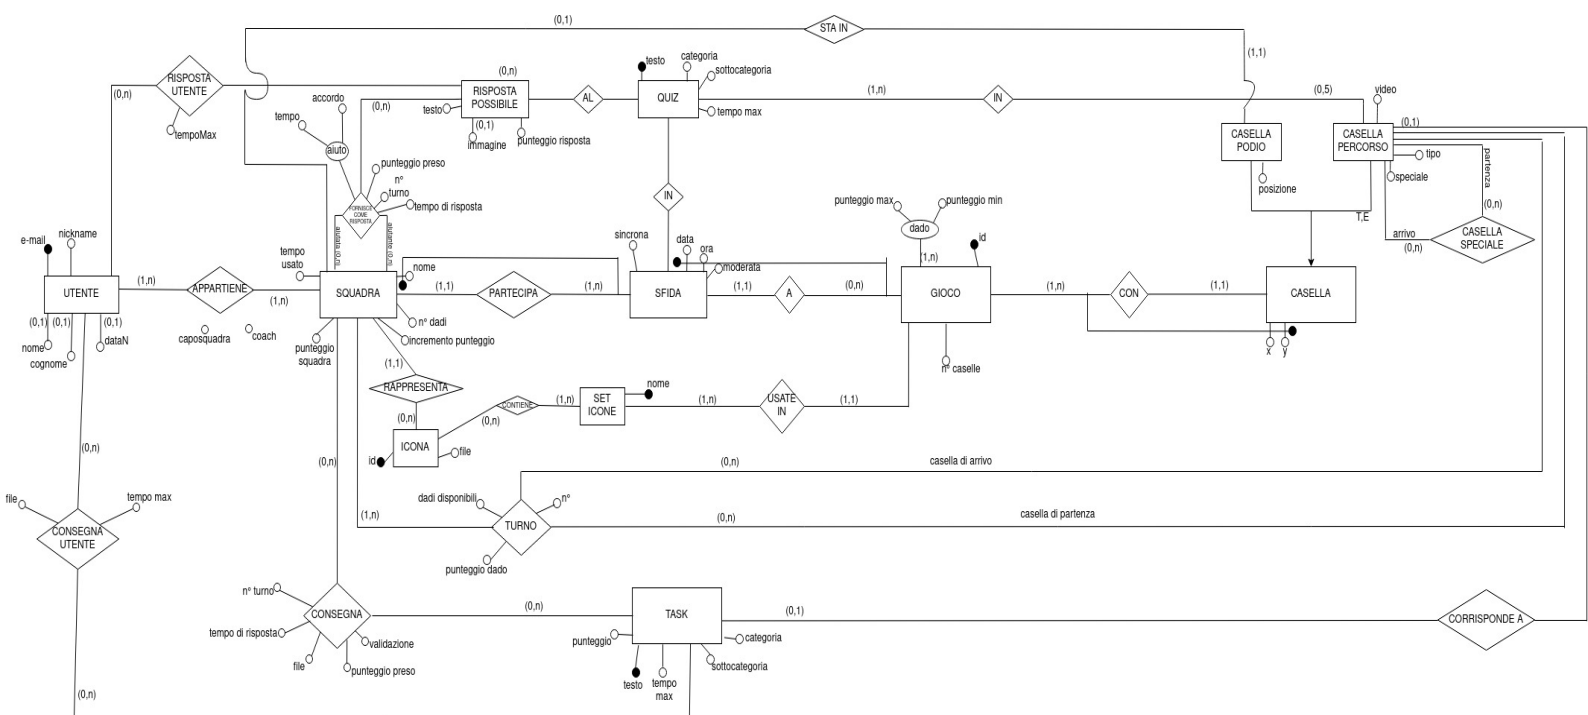 (0,1)
STA IN
(1,1)
RISPOSTA
UTENTE
(0,n)
tempoMax
(0,n)
RISPOSTA
POSSIBILE
testo
(0,1)
immagine
punteggio risposta
AL
testo
categoria
sottocategoria
QUIZ
tempo max
(1,n)
IN
(0,5)
video
(0,1)
CASELLA
PODIO
posizione
CASELLA
PERCORSO
tipo
speciale
partenza
(0,n)
arrivo
(0,n)
CASELLA
SPECIALE
T,E
accordo
tempo
aiuto
(0,n)
punteggio preso
n°
turno
tempo di risposta
FORNISCE
COME
RISPOSTA
aiutata (0,n)
aiutante (0,n)
IN
punteggio max
punteggio min
dado
(1,n)
id
e-mail
nickname
UTENTE
(0,1)
(0,1)
(0,1)
nome
cognome
dataN
(1,n)
APPARTIENE
(1,n)
caposquadra
coach
tempo
usato
nome
SQUADRA
n° dadi
incremento punteggio
punteggio
squadra
(1,1)
PARTECIPA
(1,n)
sincrona
data
ora
moderata
SFIDA
(1,1)
A
(0,n)
GIOCO
n° caselle
(1,n)
CON
(1,1)
CASELLA
x
y
(1,1)
RAPPRESENTA
(0,n)
ICONA
id
file
CONTIENE
(0,n)
(1,n)
SET
ICONE
nome
(1,n)
USATE
IN
(1,1)
(0,n)
(0,n)
(0,n)
casella di arrivo
dadi disponibili
n°
(1,n)
TURNO
(0,n)
casella di partenza
punteggio dado
file
tempo max
CONSEGNA
UTENTE
(0,n)
n° turno
CONSEGNA
tempo di risposta
file
validazione
punteggio preso
(0,n)
TASK
(0,1)
punteggio
categoria
sottocategoria
testo
tempo
max
CORRISPONDE A